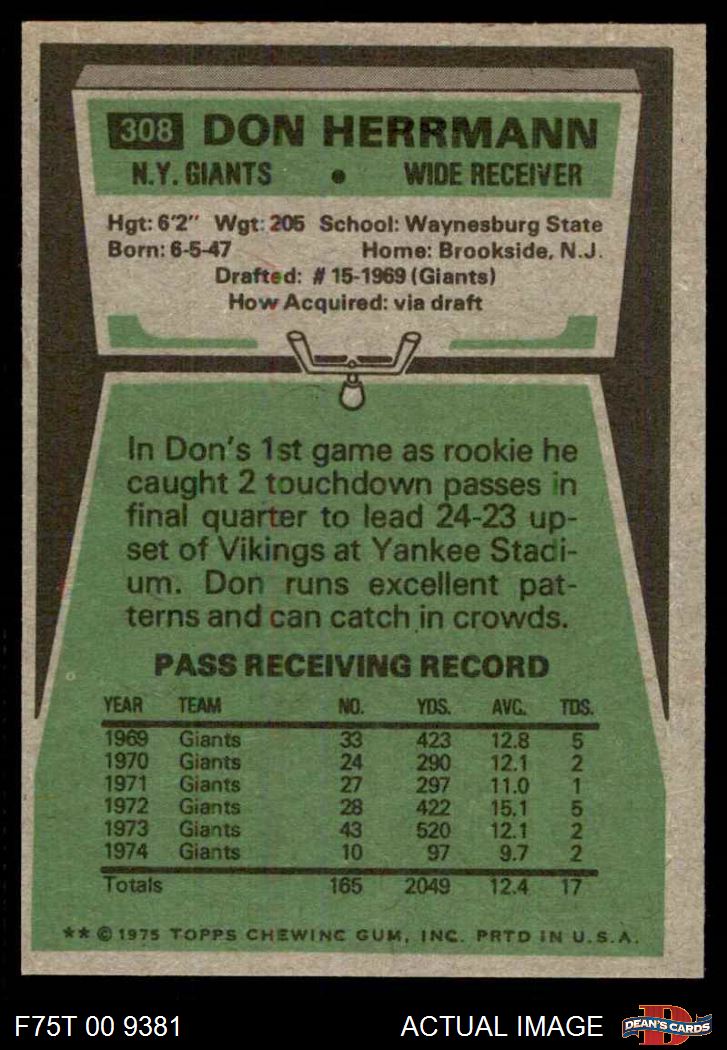 308 DON HERRMANN
N.Y. GIANTS • WIDE RECEIVER
Hgt: 6'2" Wgt: 205 School: Waynesburg State
Born: 6-5-47 Home: Brookside, N.J.
Drafted: #15-1969 (Giants)
How Acquired: via draft
In Don's 1st game as rookie he
caught 2 touchdown passes in
final quarter to lead 24-23 up-
set of Vikings at Yankee Stadi-
um. Don runs excellent pat-
terns and can catch in crowds.
PASS RECEIVING RECORD
YEAR TEAM NO. YDS. AVG. TDS.
1969 Giants 33 423 12.8 5
1970 Giants 24 290 12.1 2
1971 Giants 27 297 11.0 1
1972 Giants 28 422 15.1 5
1973 Giants 43 520 12.1 2
1974 Giants 10 97 9.7 2
Totals 165 2049 12.4 17
** © 1975 TOPPS CHEWING GUM, INC. PRTD IN U.S.A.
F75T 00 9381 ACTUAL IMAGE D DEAN'S CARDS